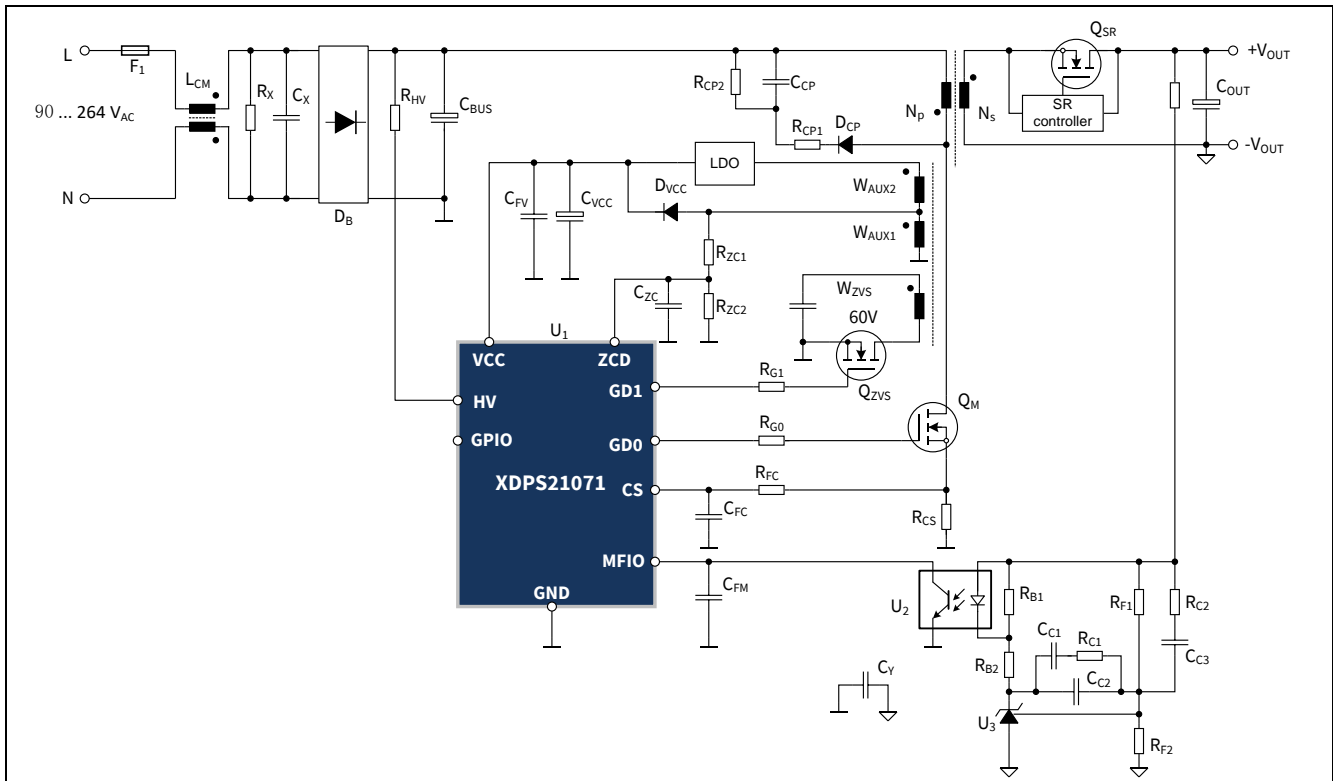 L
F1
LCM
90 ... 264 VAC
RX
CX
RHV
CBUS
N
DB
RCP2
CCP
RCP1
DCP
Np
Ns
QSR
SR
controller
COUT
+VOUT
-VOUT
LDO
CFV
CVCC
DVCC
WAUX2
WAUX1
RZC1
CZC
RZC2
WZVS
60V
QZVS
U1
VCC
ZCD
HV
GD1
RG1
GPIO
GD0
RG0
QM
XDPS21071
CS
RFC
CFC
RCS
MFIO
CFM
GND
U2
RB1
RF1
RC2
CC1
RC1
CC3
RB2
CC2
CY
U3
RF2